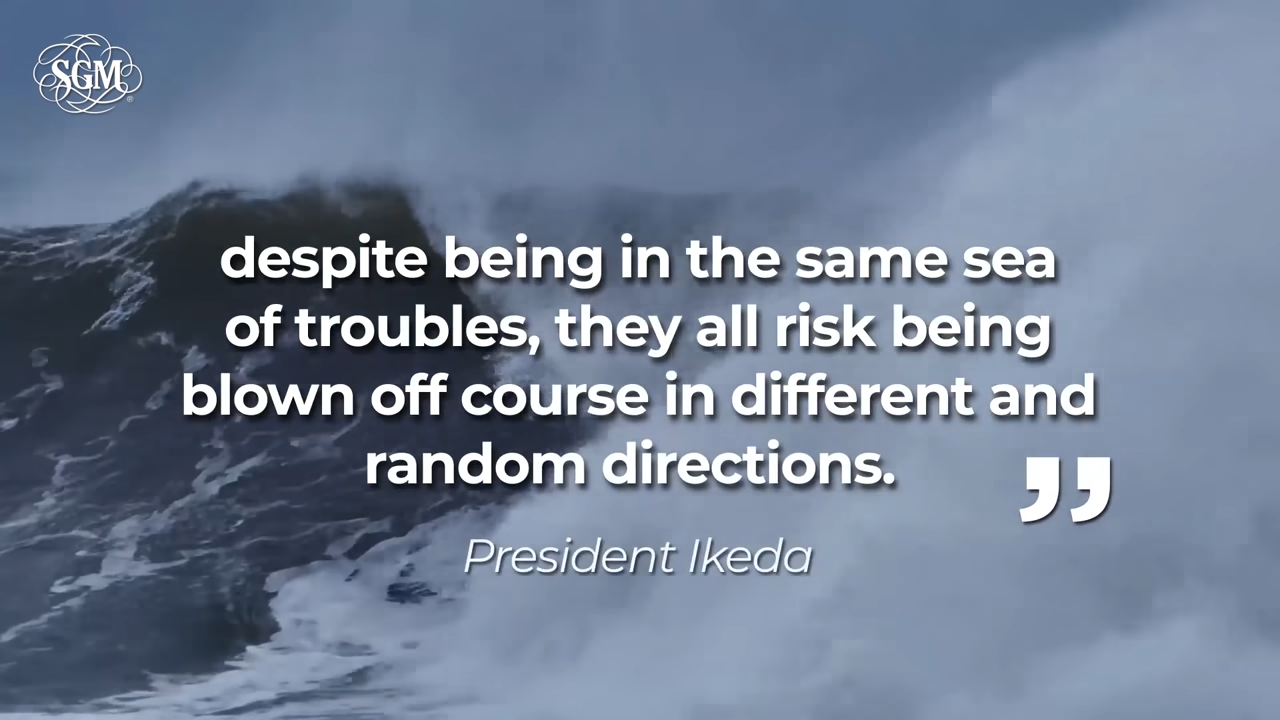 SGM
despite being in the same sea
of troubles, they all risk being
blown off course in different and
random directions.
”
President Ikeda